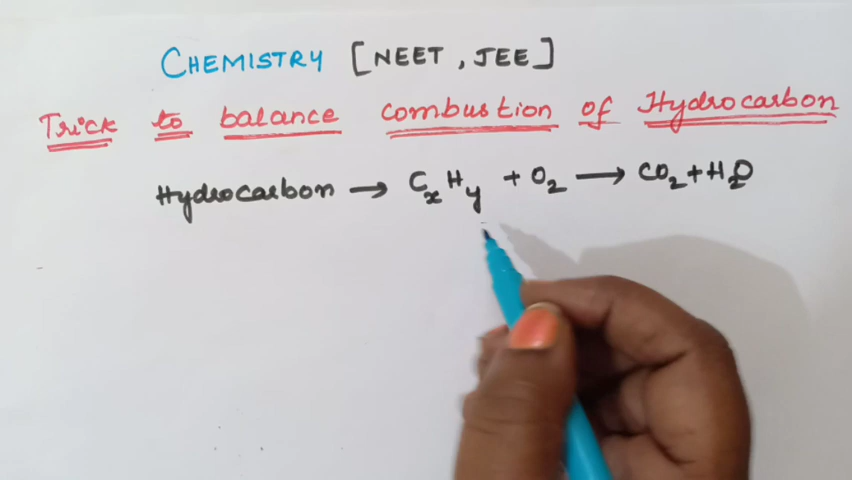 CHEMISTRY [NEET, JEE]
Trick to balance combustion of Hydrocarbon
Hydrocarbon → CxHy + O2 → CO2 + H2O